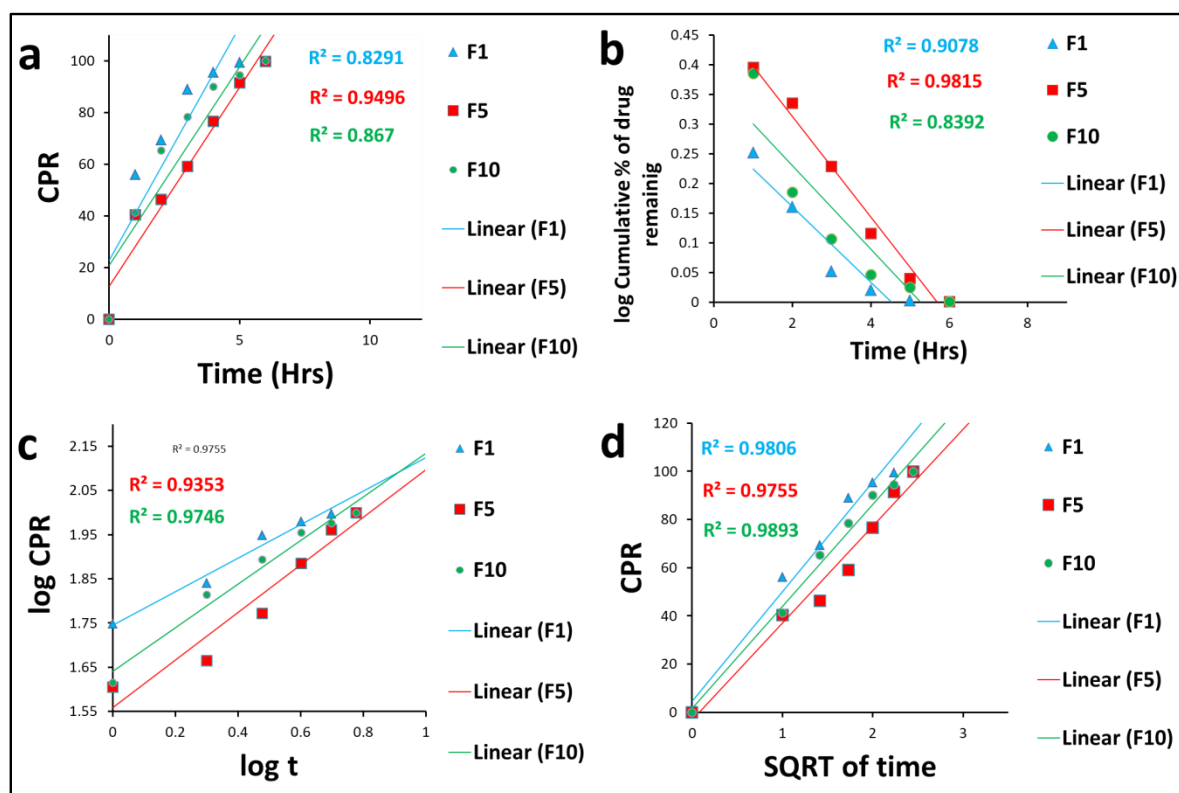 a
CPR
100
80
60
40
20
0
0
5
10
Time (Hrs)
R² = 0.8291
R² = 0.9496
R² = 0.867
F1
F5
F10
Linear (F1)
Linear (F5)
Linear (F10)
b
log Cumulative % of drug
remainig
0.45
0.4
0.35
0.3
0.25
0.2
0.15
0.1
0.05
0
0
2
4
6
8
Time (Hrs)
R² = 0.9078
R² = 0.9815
R² = 0.8392
F1
F5
F10
Linear (F1)
Linear (F5)
Linear (F10)
c
log CPR
2.15
2.05
1.95
1.85
1.75
1.65
1.55
0
0.2
0.4
0.6
0.8
1
log t
R² = 0.9755
R² = 0.9353
R² = 0.9746
F1
F5
F10
Linear (F1)
Linear (F5)
Linear (F10)
d
CPR
120
100
80
60
40
20
0
0
1
2
3
SQRT of time
R² = 0.9806
R² = 0.9755
R² = 0.9893
F1
F5
F10
Linear (F1)
Linear (F5)
Linear (F10)